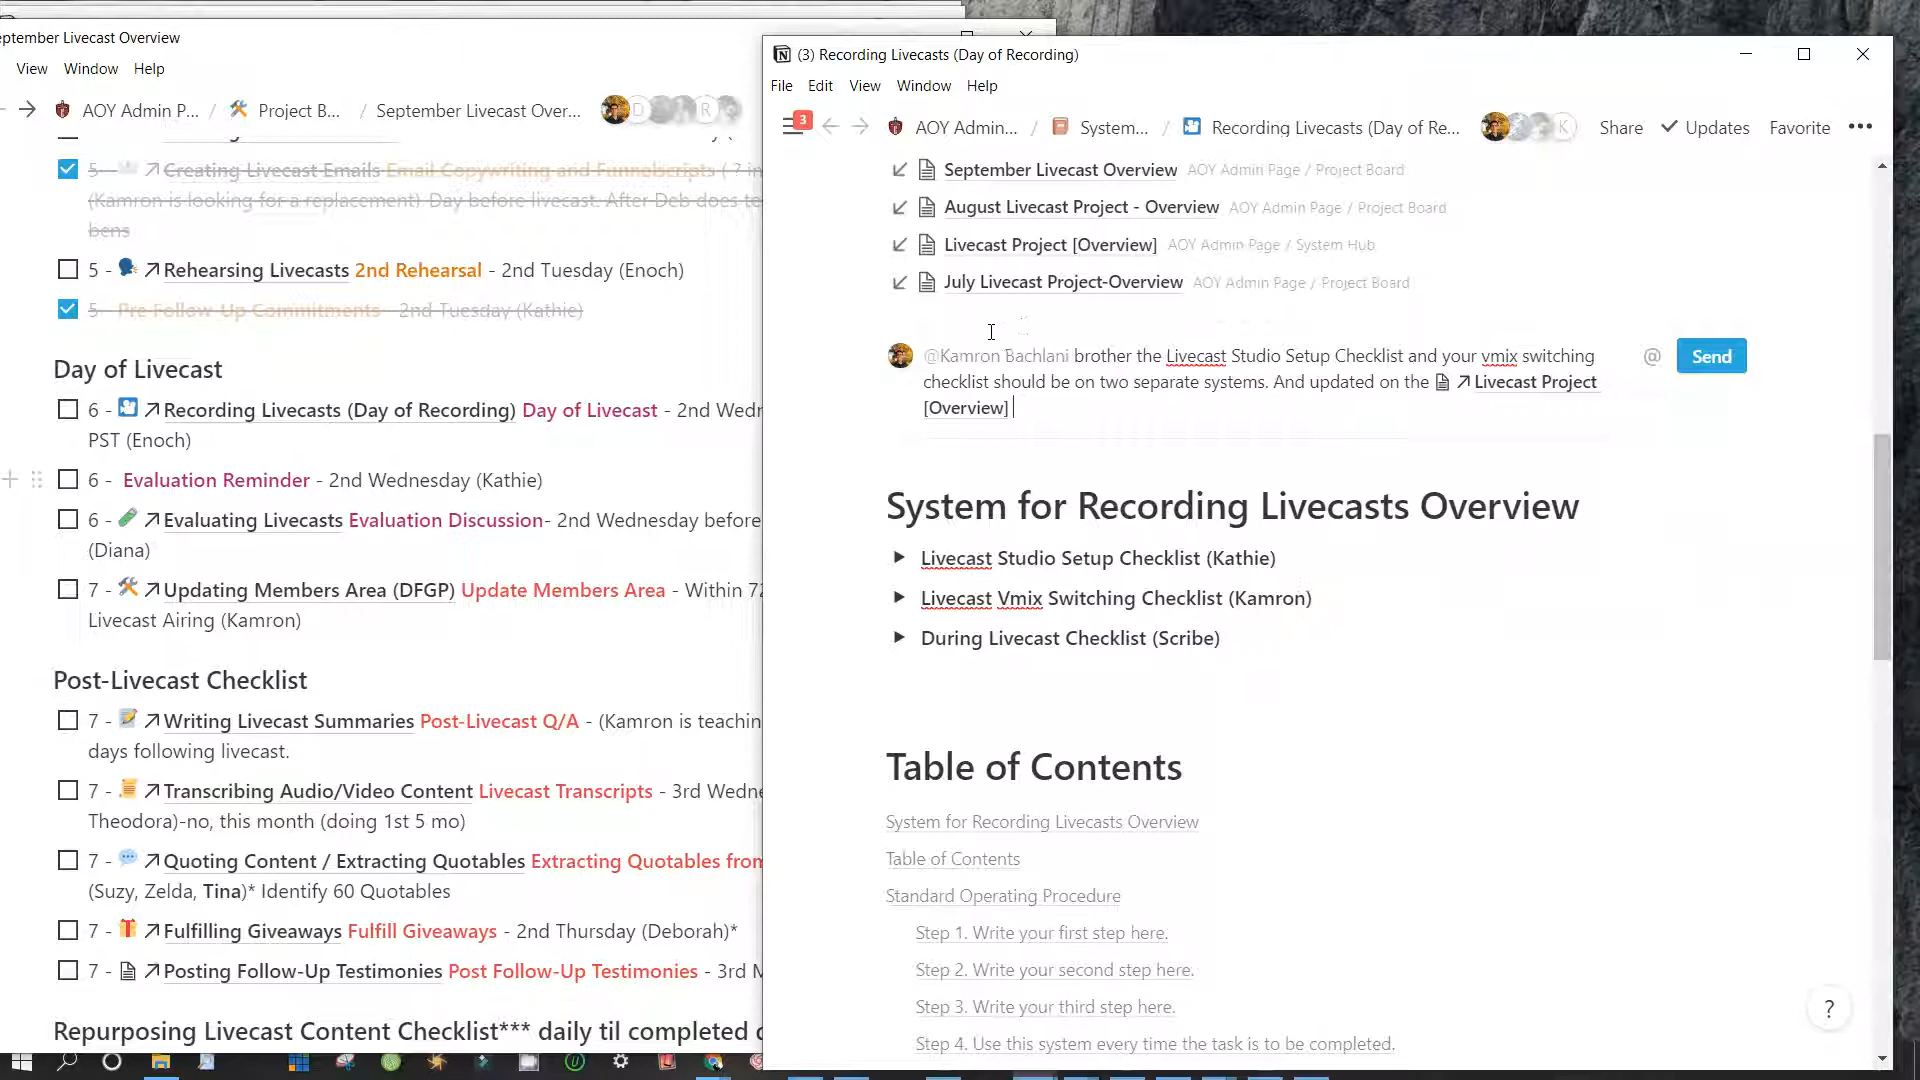 eptember Livecast Overview
View Window Help
AOY Admin P... / Project B... / September Livecast Over... D R
5 - Creating Livecast Emails Email Copywriting and Funnelscripts ( ? in
(Kamron is looking for a replacement) Day before livecast. After Deb does te
bens
5 - Rehearsing Livecasts 2nd Rehearsal - 2nd Tuesday (Enoch)
5 - Pre Follow-Up Commitments - 2nd Tuesday (Kathie)
Day of Livecast
6 - Recording Livecasts (Day of Recording) Day of Livecast - 2nd Wedn
PST (Enoch)
6 - Evaluation Reminder - 2nd Wednesday (Kathie)
6 - Evaluating Livecasts Evaluation Discussion- 2nd Wednesday before
(Diana)
7 - Updating Members Area (DFGP) Update Members Area - Within 72
Livecast Airing (Kamron)
Post-Livecast Checklist
7 - Writing Livecast Summaries Post-Livecast Q/A - (Kamron is teachin
days following livecast.
7 - Transcribing Audio/Video Content Livecast Transcripts - 3rd Wedne
Theodora)-no, this month (doing 1st 5 mo)
7 - Quoting Content / Extracting Quotables Extracting Quotables from
(Suzy, Zelda, Tina)* Identify 60 Quotables
7 - Fulfilling Giveaways Fulfill Giveaways - 2nd Thursday (Deborah)*
7 - Posting Follow-Up Testimonies Post Follow-Up Testimonies - 3rd M
Repurposing Livecast Content Checklist*** daily til completed
(3) Recording Livecasts (Day of Recording)
File Edit View Window Help
3 AOY Admin... / System... / Recording Livecasts (Day of Re... K Share Updates Favorite
September Livecast Overview AOY Admin Page / Project Board
August Livecast Project - Overview AOY Admin Page / Project Board
Livecast Project [Overview] AOY Admin Page / System Hub
July Livecast Project-Overview AOY Admin Page / Project Board
@Kamron Bachlani brother the Livecast Studio Setup Checklist and your vmix switching @ Send
checklist should be on two separate systems. And updated on the Livecast Project
[Overview]
System for Recording Livecasts Overview
Livecast Studio Setup Checklist (Kathie)
Livecast Vmix Switching Checklist (Kamron)
During Livecast Checklist (Scribe)
Table of Contents
System for Recording Livecasts Overview
Table of Contents
Standard Operating Procedure
Step 1. Write your first step here.
Step 2. Write your second step here.
Step 3. Write your third step here.
Step 4. Use this system every time the task is to be completed.
?